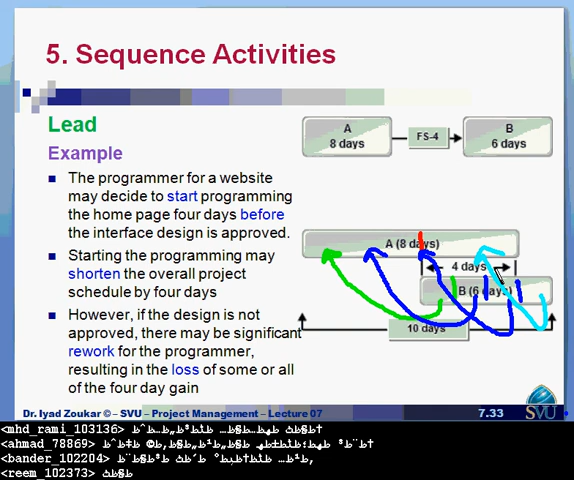 5. Sequence Activities
Lead
Example
The programmer for a website
may decide to start programming
the home page four days before
the interface design is approved.
Starting the programming may
shorten the overall project
schedule by four days
However, if the design is not
approved, there may be significant
rework for the programmer,
resulting in the loss of some or all
of the four day gain
A
8 days
FS-4
B
6 days
A (8 days)
4 days
B (6 days)
10 days
Dr. Iyad Zoukar © – SVU – Project Management – Lecture 07
7.33
SVU
<mhd_rami_103136>
<ahmad_78869>
<bander_102204>
<reem_102373>